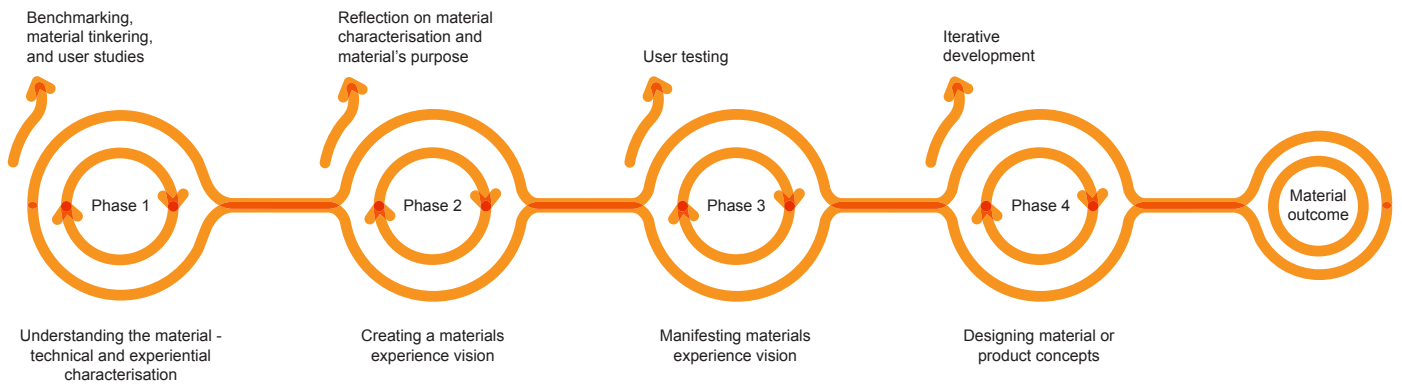 Benchmarking,
material tinkering,
and user studies
Reflection on material
characterisation and
material's purpose
User testing
Iterative
development
Phase 1
Phase 2
Phase 3
Phase 4
Material
outcome
Understanding the material -
technical and experiential
characterisation
Creating a materials
experience vision
Manifesting materials
experience vision
Designing material or
product concepts